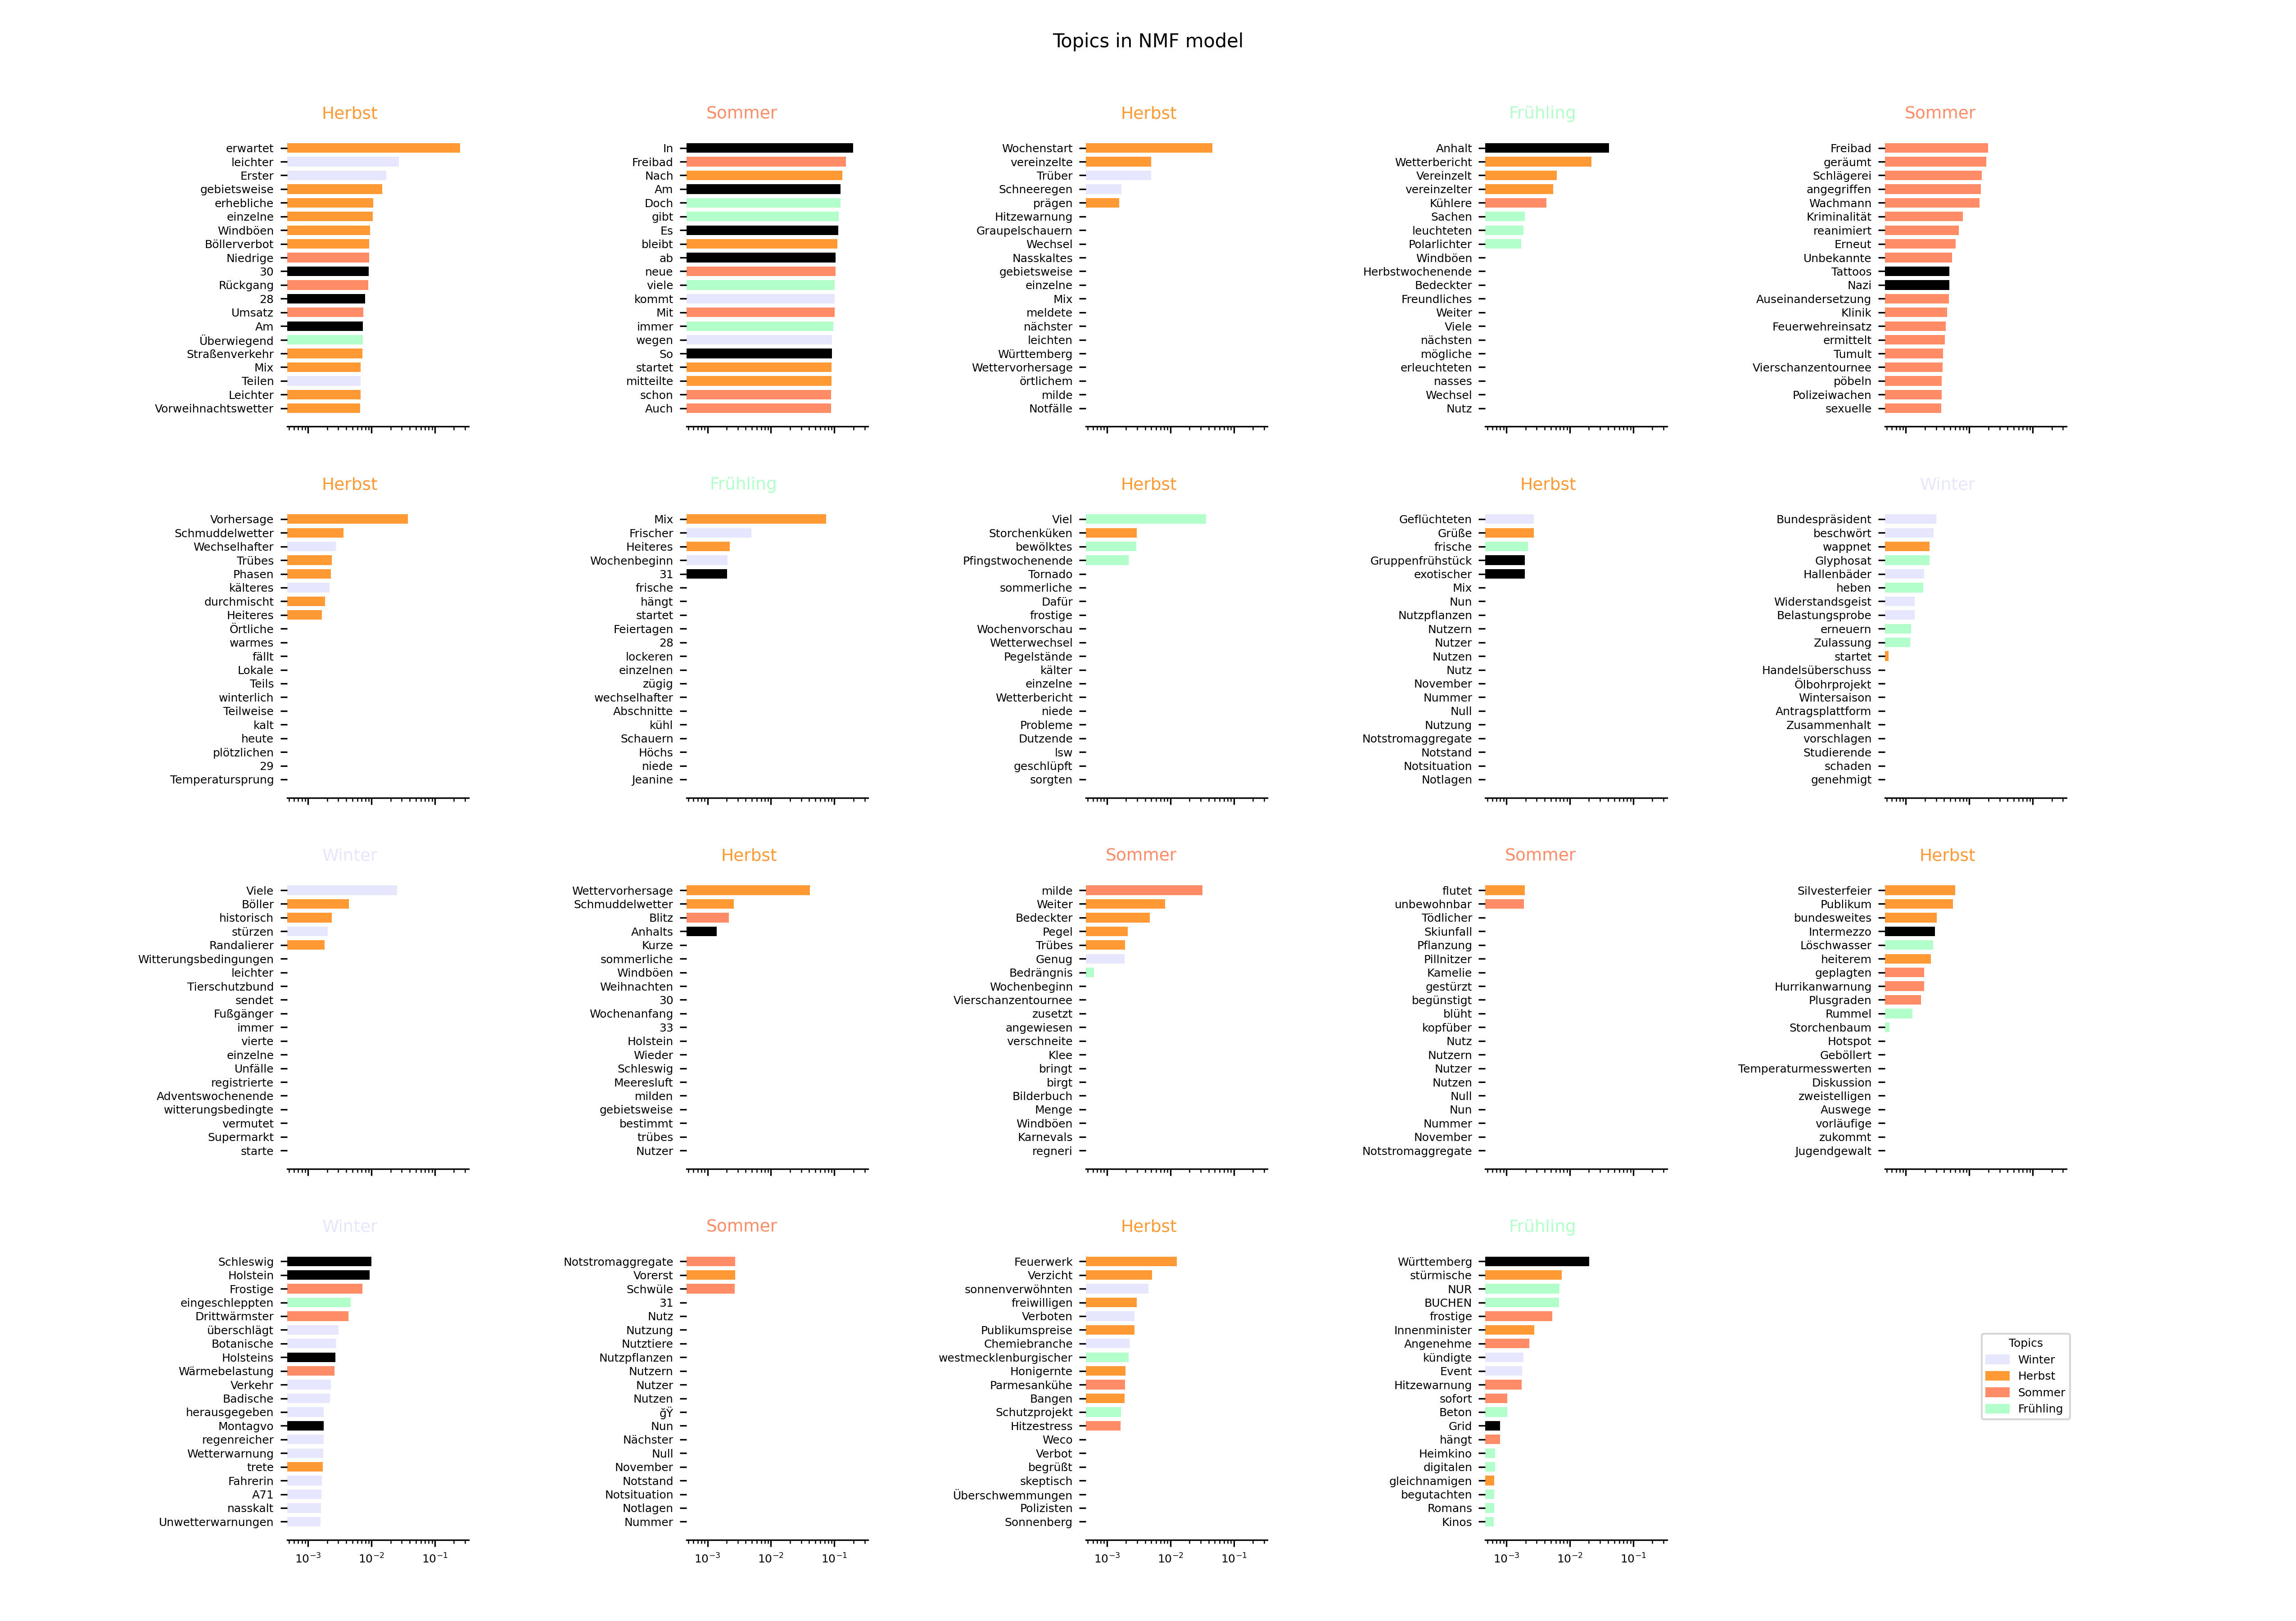 Topics in NMF model
Herbst
erwartet
leichter
Erster
gebietsweise
erhebliche
einzelne
Windböen
Böllerverbot
Niedrige
30
Rückgang
28
Umsatz
Am
Überwiegend
Straßenverkehr
Mix
Teilen
Leichter
Vorweihnachtswetter
Sommer
In
Freibad
Nach
Am
Doch
gibt
Es
bleibt
ab
neue
viele
kommt
Mit
immer
wegen
So
startet
mitteilte
schon
Auch
Herbst
Wochenstart
vereinzelte
Trüber
Schneeregen
prägen
Hitzewarnung
Graupelschauern
Wechsel
Nasskaltes
gebietsweise
einzelne
Mix
meldete
nächster
leichten
Württemberg
Wettervorhersage
örtlichem
milde
Notfälle
Frühling
Anhalt
Wetterbericht
Vereinzelt
vereinzelter
Kühlere
Sachen
leuchteten
Polarlichter
Windböen
Herbstwochenende
Bedeckter
Freundliches
Weiter
Viele
nächsten
mögliche
erleuchteten
nasses
Wechsel
Nutz
Sommer
Freibad
geräumt
Schlägerei
angegriffen
Wachmann
Kriminalität
reanimiert
Erneut
Unbekannte
Tattoos
Nazi
Auseinandersetzung
Klinik
Feuerwehreinsatz
ermittelt
Tumult
Vierschanzentournee
pöbeln
Polizeiwachen
sexuelle
Herbst
Vorhersage
Schmuddelwetter
Wechselhafter
Trübes
Phasen
kälteres
durchmischt
Heiteres
Örtliche
warmes
fällt
Lokale
Teils
winterlich
Teilweise
kalt
heute
plötzlichen
29
Temperatursprung
Frühling
Mix
Frischer
Heiteres
Wochenbeginn
31
frische
hängt
startet
Feiertagen
28
lockeren
einzelnen
zügig
wechselhafter
Abschnitte
kühl
Schauern
Höchs
niede
Jeanine
Herbst
Viel
Storchenküken
bewölktes
Pfingstwochenende
Tornado
sommerliche
Dafür
frostige
Wochenvorschau
Wetterwechsel
Pegelstände
kälter
einzelne
Wetterbericht
niede
Probleme
Dutzende
lsw
geschlüpft
sorgten
Herbst
Geflüchteten
Grüße
frische
Gruppenfrühstück
exotischer
Mix
Nun
Nutzpflanzen
Nutzern
Nutzer
Nutzen
Nutz
November
Nummer
Null
Nutzung
Notstromaggregate
Notstand
Notsituation
Notlagen
Winter
Bundespräsident
beschwört
wappnet
Glyphosat
Hallenbäder
heben
Widerstandsgeist
Belastungsprobe
erneuern
Zulassung
startet
Handelsüberschuss
Ölbohrprojekt
Wintersaison
Antragsplattform
Zusammenhalt
vorschlagen
Studierende
schaden
genehmigt
Winter
Viele
Böller
historisch
stürzen
Randalierer
Witterungsbedingungen
leichter
Tierschutzbund
sendet
Fußgänger
immer
vierte
einzelne
Unfälle
registrierte
Adventswochenende
witterungsbedingte
vermutet
Supermarkt
starte
Herbst
Wettervorhersage
Schmuddelwetter
Blitz
Anhalts
Kurze
sommerliche
Windböen
Weihnachten
30
Wochenanfang
33
Holstein
Wieder
Schleswig
Meeresluft
milden
gebietsweise
bestimmt
trübes
Nutzer
Sommer
milde
Weiter
Bedeckter
Pegel
Trübes
Genug
Bedrängnis
Wochenbeginn
Vierschanzentournee
zusetzt
angewiesen
verschneite
Klee
bringt
birgt
Bilderbuch
Menge
Windböen
Karnevals
regneri
Sommer
flutet
unbewohnbar
Tödlicher
Skiunfall
Pflanzung
Pillnitzer
Kamelie
gestürzt
begünstigt
blüht
kopfüber
Nutz
Nutzern
Nutzer
Nutzen
Null
Nun
Nummer
November
Notstromaggregate
Herbst
Silvesterfeier
Publikum
bundesweites
Intermezzo
Löschwasser
heiterem
geplagten
Hurrikanwarnung
Plusgraden
Rummel
Storchenbaum
Hotspot
Geböllert
Temperaturmesswerten
Diskussion
zweistelligen
Auswege
vorläufige
zukommt
Jugendgewalt
Winter
Schleswig
Holstein
Frostige
eingeschleppten
Drittwärmster
überschlägt
Botanische
Holsteins
Wärmebelastung
Verkehr
Badische
herausgegeben
Montagvo
regenreicher
Wetterwarnung
trete
Fahrerin
A71
nasskalt
Unwetterwarnungen
10⁻³ 10⁻² 10⁻¹
Sommer
Notstromaggregate
Vorerst
Schwüle
31
Nutz
Nutzung
Nutztiere
Nutzpflanzen
Nutzern
Nutzer
Nutzen
ğŸ
Nun
Nächster
Null
November
Notstand
Notsituation
Notlagen
Nummer
10⁻³ 10⁻² 10⁻¹
Herbst
Feuerwerk
Verzicht
sonnenverwöhnten
freiwilligen
Verboten
Publikumspreise
Chemiebranche
westmecklenburgischer
Honigernte
Parmesankühe
Bangen
Schutzprojekt
Hitzestress
Weco
Verbot
begrüßt
skeptisch
Überschwemmungen
Polizisten
Sonnenberg
10⁻³ 10⁻² 10⁻¹
Frühling
Württemberg
stürmische
NUR
BUCHEN
frostige
Innenminister
Angenehme
kündigte
Event
Hitzewarnung
sofort
Beton
Grid
hängt
Heimkino
digitalen
gleichnamigen
begutachten
Romans
Kinos
10⁻³ 10⁻² 10⁻¹
Topics
Winter
Herbst
Sommer
Frühling